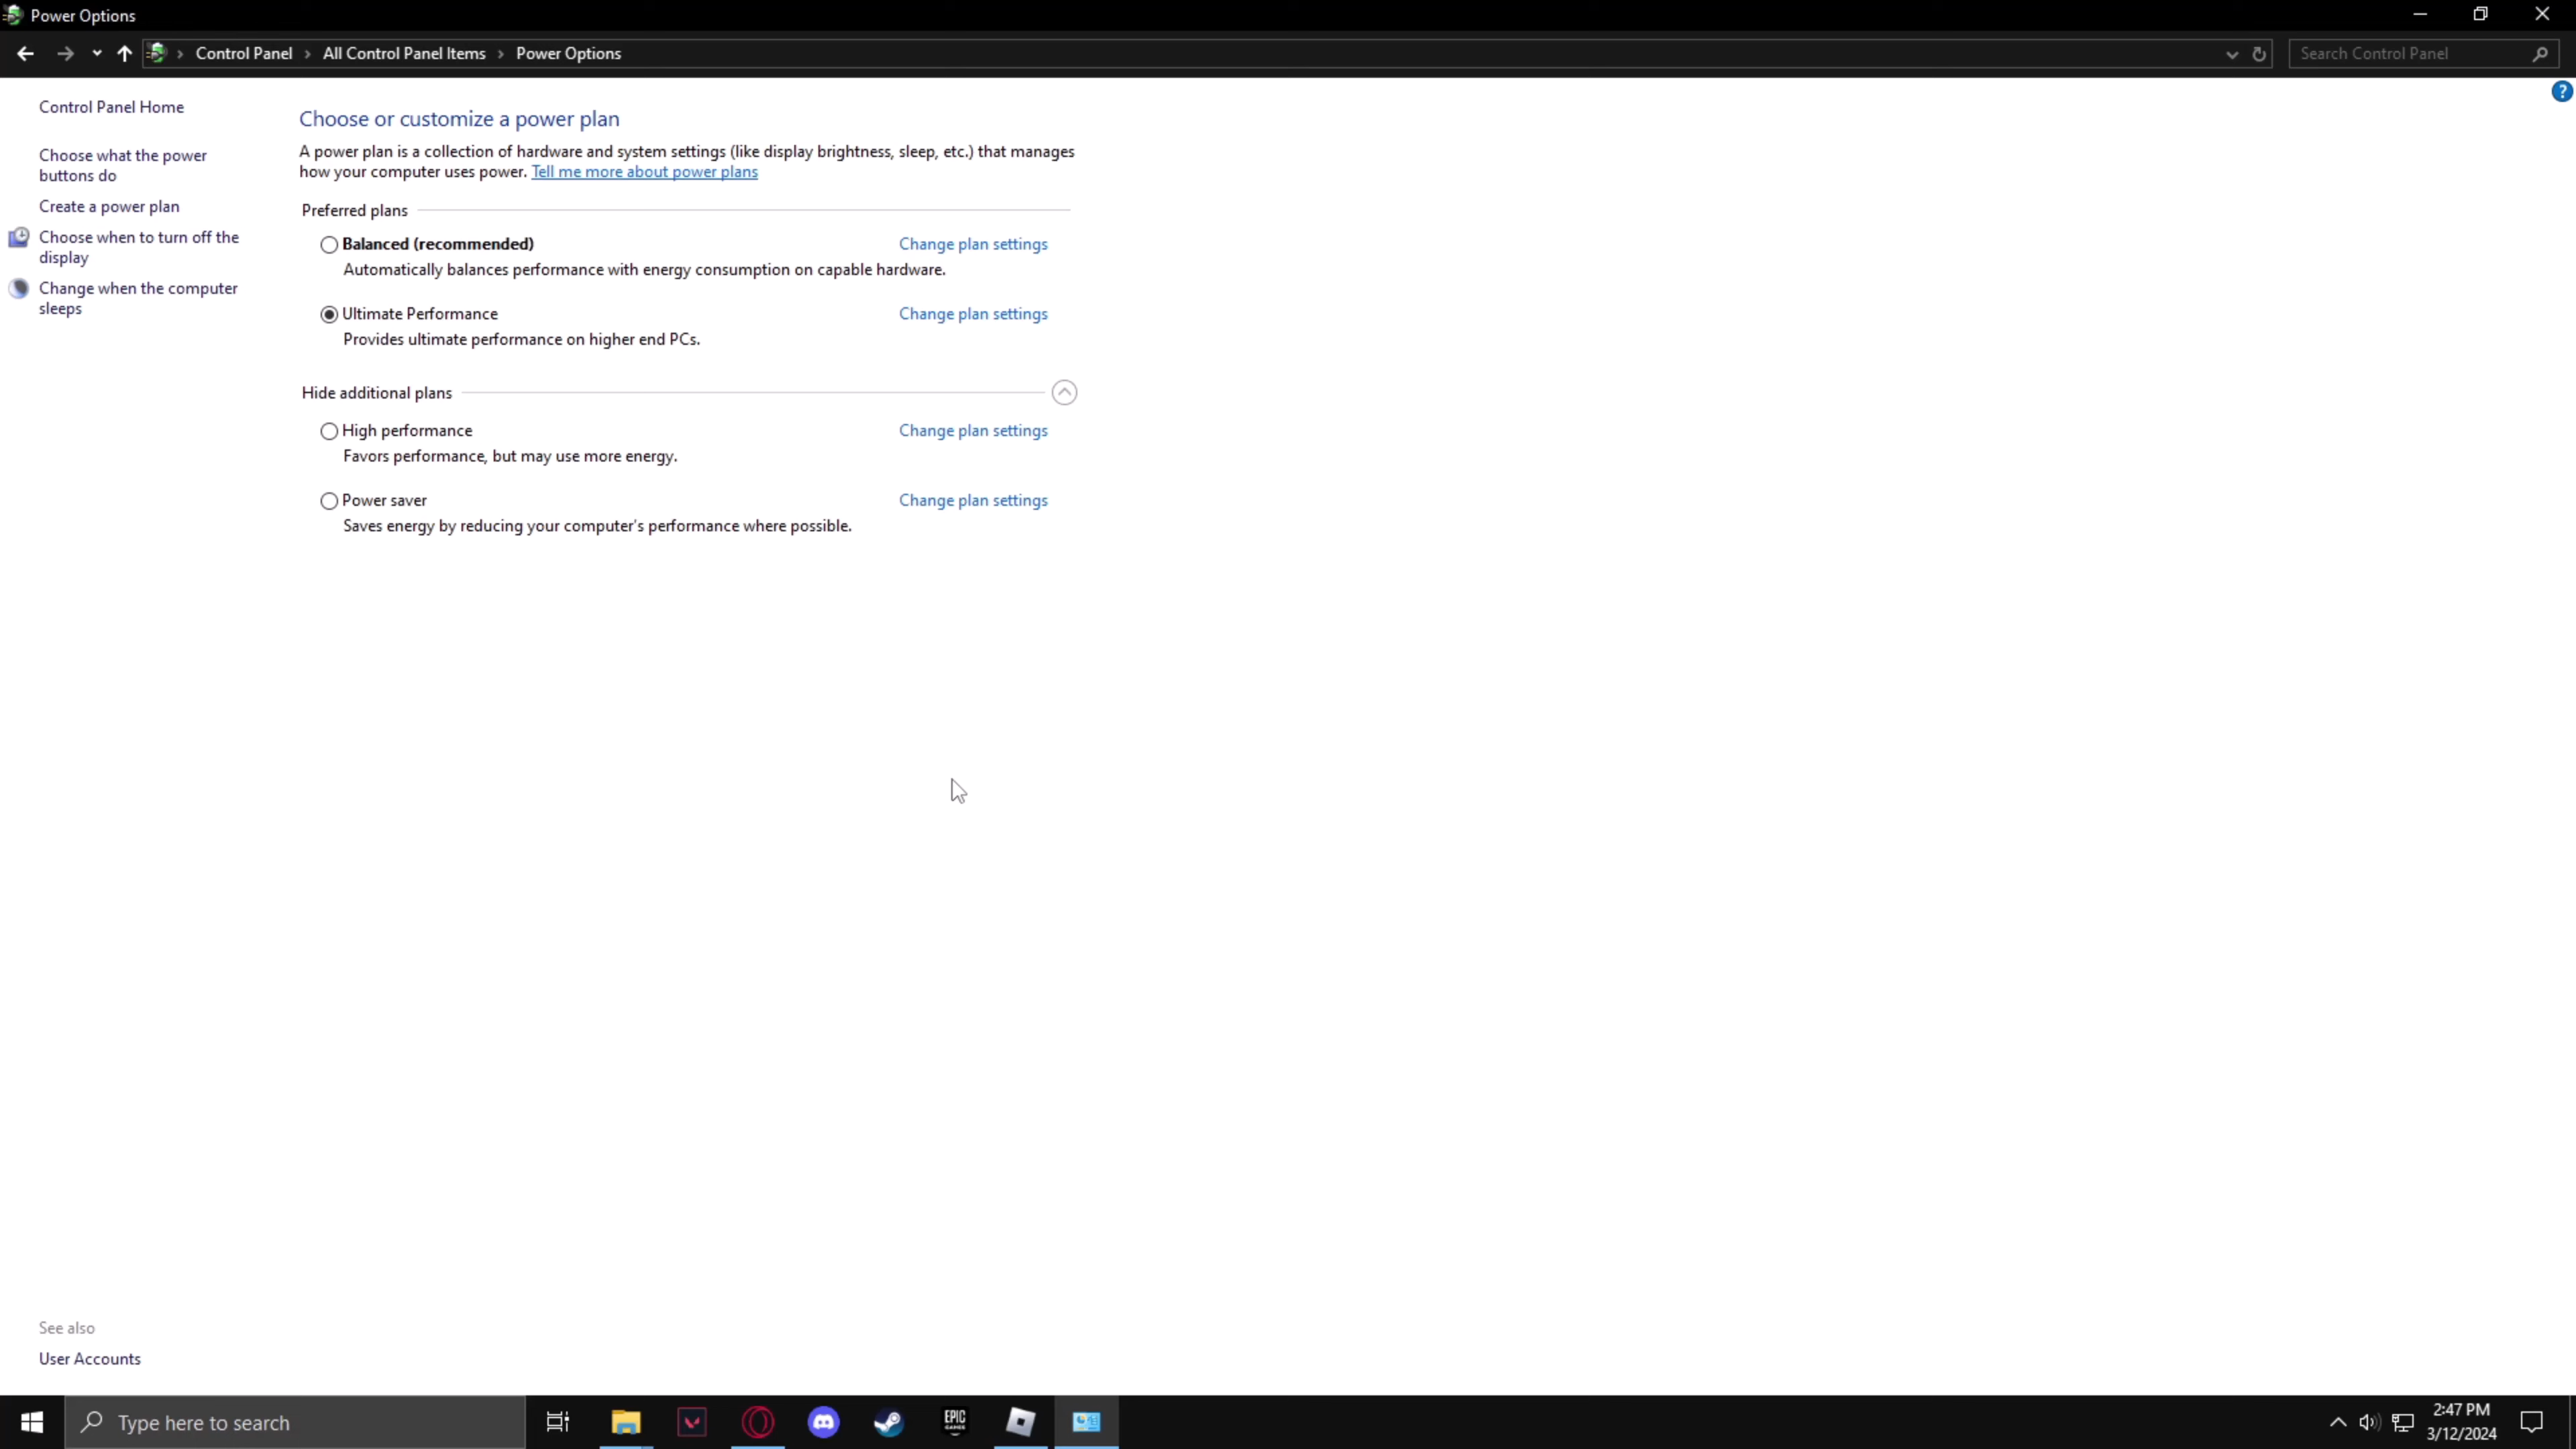 Power Options
Control Panel
All Control Panel Items
Power Options
Search Control Panel
Control Panel Home
Choose what the power
buttons do
Create a power plan
Choose when to turn off the
display
Change when the computer
sleeps
Choose or customize a power plan
A power plan is a collection of hardware and system settings (like display brightness, sleep, etc.) that manages
how your computer uses power. Tell me more about power plans
Preferred plans
Balanced (recommended) Change plan settings
Automatically balances performance with energy consumption on capable hardware.
Ultimate Performance Change plan settings
Provides ultimate performance on higher end PCs.
Hide additional plans
High performance Change plan settings
Favors performance, but may use more energy.
Power saver Change plan settings
Saves energy by reducing your computer's performance where possible.
See also
User Accounts
Type here to search
EPIC
GAMES
2:47 PM
3/12/2024